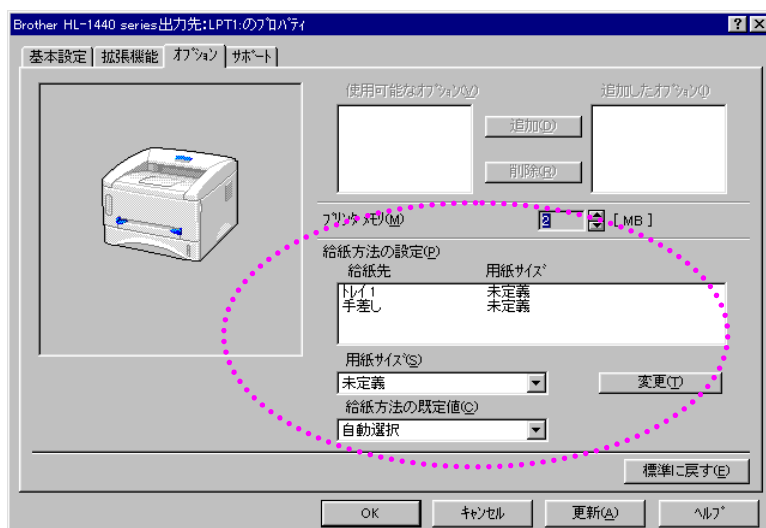 Brother HL-1440 series出力先:LPT1:のプロパティ
基本設定 拡張機能 オプション サポート
使用可能なオプション(V) 追加したオプション(I)
追加(D)
削除(R)
プリンタ メモリ(M) 2 [ MB ]
給紙方法の設定(P)
給紙先 用紙サイズ
トレイ1 未定義
手差し 未定義
用紙サイズ(S)
未定義 変更(T)
給紙方法の既定値(C)
自動選択
標準に戻す(E)
OK キャンセル 更新(A) ヘルプ